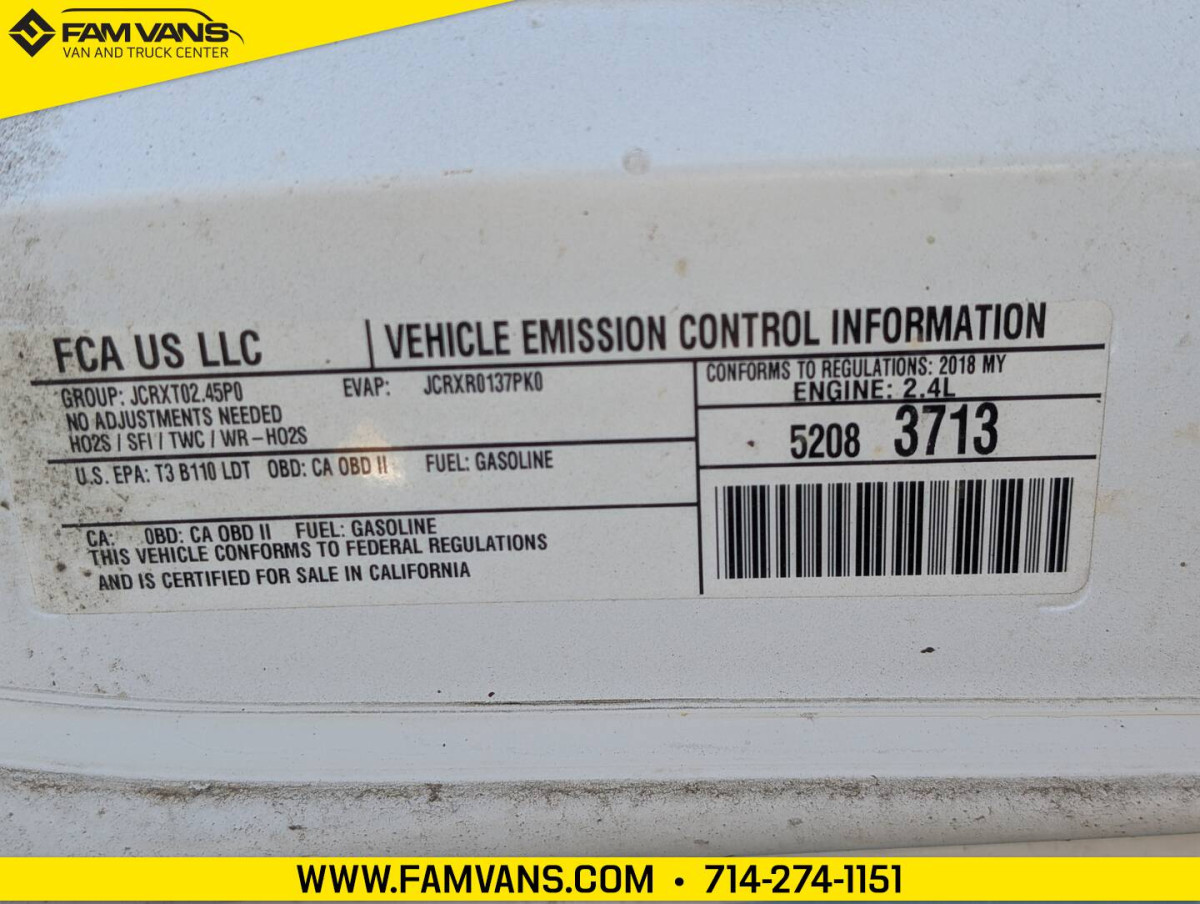 FAMVANS
VAN AND TRUCK CENTER
FCA US LLC
VEHICLE EMISSION CONTROL INFORMATION
GROUP: JCRXT02.45P0 EVAP: JCRXR0137PK0
NO ADJUSTMENTS NEEDED
HO2S / SFI / TWC / WR-HO2S
U.S. EPA: T3 B110 LDT OBD: CA OBD II FUEL: GASOLINE
CA: OBD: CA OBD II FUEL: GASOLINE
THIS VEHICLE CONFORMS TO FEDERAL REGULATIONS
AND IS CERTIFIED FOR SALE IN CALIFORNIA
CONFORMS TO REGULATIONS: 2018 MY
ENGINE: 2.4L
5208 3713
WWW.FAMVANS.COM • 714-274-1151